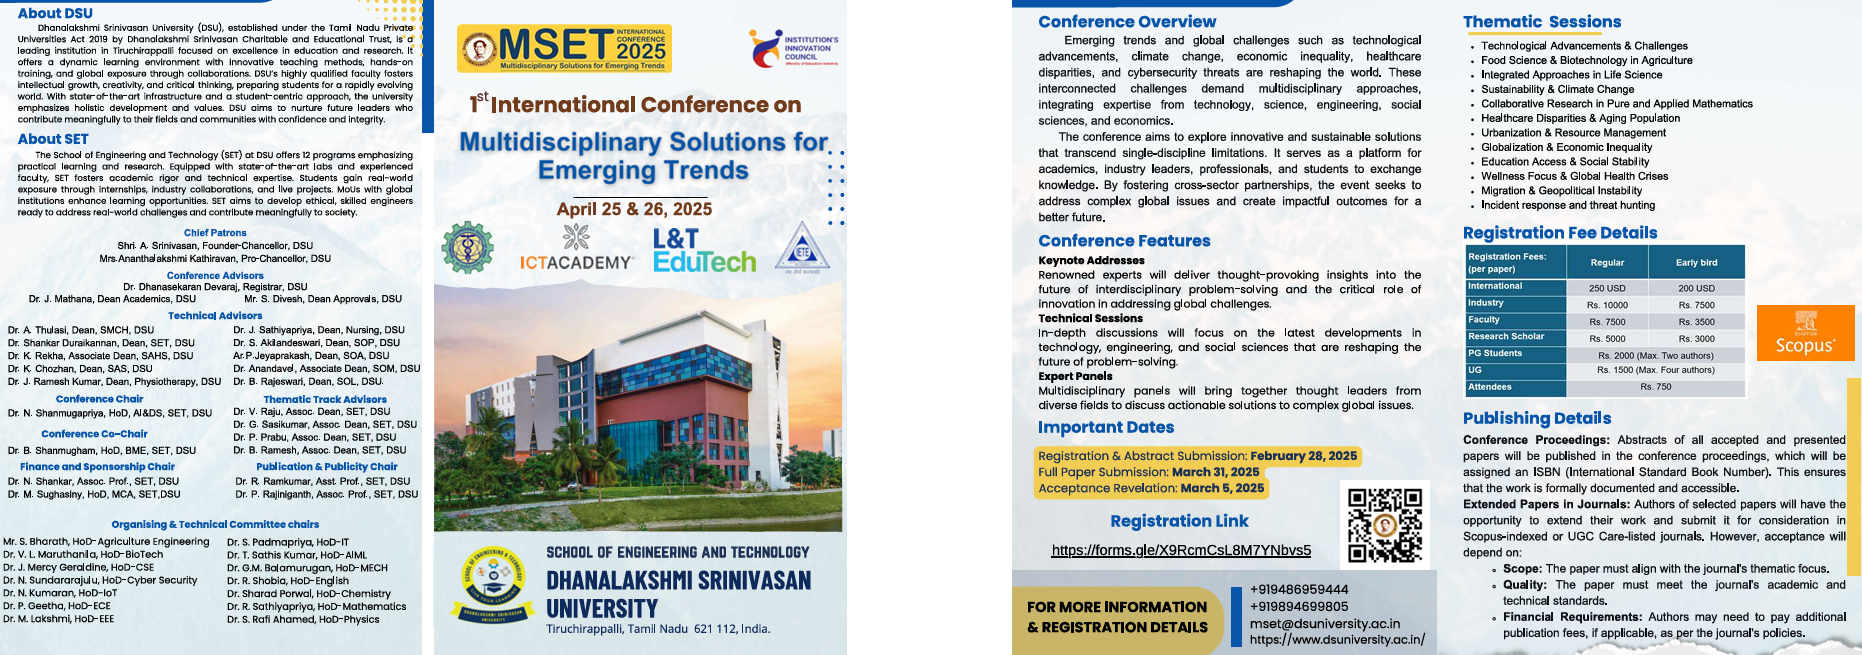 About DSU
Dhanalakshmi Srinivasan University (DSU), established under the Tamil Nadu Private
Universities Act 2019 by Dhanalakshmi Srinivasan Charitable and Educational Trust, is a
leading institution in Tiruchirappalli focused on excellence in education and research. It
offers a dynamic learning environment with innovative teaching methods, hands-on
training, and global exposure through collaborations. DSU's highly qualified faculty fosters
intellectual growth, creativity, and critical thinking, preparing students for a rapidly evolving
world. With state-of-the-art infrastructure and a student-centric approach, the university
emphasizes holistic development and values. DSU aims to nurture future leaders who
contribute meaningfully to their fields and communities with confidence and integrity.
About SET
The School of Engineering and Technology (SET) at DSU offers 12 programs emphasizing
practical learning and research. Equipped with state-of-the-art labs and experienced
faculty, SET fosters academic rigor and technical expertise. Students gain real-world
exposure through internships, industry collaborations, and live projects. MoUs with global
institutions enhance learning opportunities. SET aims to develop ethical, skilled engineers
ready to address real-world challenges and contribute meaningfully to society.
Chief Patrons
Shri. A. Srinivasan, Founder-Chancellor, DSU
Mrs.Ananthalakshmi Kathiravan, Pro-Chancellor, DSU
Conference Advisors
Dr. Dhanasekaran Devaraj, Registrar, DSU
Dr. J. Mathana, Dean Academics, DSU
Mr. S. Divesh, Dean Approvals, DSU
Technical Advisors
Dr. A. Thulasi, Dean, SMCH, DSU
Dr. Shankar Duraikannan, Dean, SET, DSU
Dr. K. Rekha, Associate Dean, SAHS, DSU
Dr. K. Chozhan, Dean, SAS, DSU
Dr. J. Ramesh Kumar, Dean, Physiotherapy, DSU
Dr. J. Sathiyapriya, Dean, Nursing, DSU
Dr. S. Akilandeswari, Dean, SOP, DSU
Ar.P.Jeyaprakash, Dean, SOA, DSU
Dr. Anandavel, Associate Dean, SOM, DSU
Dr. B. Rajeswari, Dean, SOL, DSU.
Conference Chair
Dr. N. Shanmugapriya, HoD, AI&DS, SET, DSU
Conference Co-Chair
Dr. B. Shanmugham, HoD, BME, SET, DSU
Thematic Track Advisors
Dr. V. Raju, Assoc. Dean, SET, DSU
Dr. G. Sasikumar, Assoc. Dean, SET, DSU
Dr. P. Prabu, Assoc. Dean, SET, DSU
Dr. B. Ramesh, Assoc. Dean, SET, DSU
Finance and Sponsorship Chair
Dr. N. Shankar, Assoc. Prof., SET, DSU
Dr. M. Sughasiny, HoD, MCA, SET,DSU
Publication & Publicity Chair
Dr. R. Ramkumar, Asst. Prof., SET, DSU
Dr. P. Rajiniganth, Assoc. Prof., SET, DSU
Organising & Technical Committee chairs
Mr. S. Bharath, HoD-Agriculture Engineering
Dr. V. L. Maruthanila, HoD-BioTech
Dr. J. Mercy Geraldine, HoD-CSE
Dr. N. Sundararajulu, HoD-Cyber Security
Dr. N. Kumaran, HoD-IoT
Dr. P. Geetha, HoD-ECE
Dr. M. Lakshmi, HoD-EEE
Dr. S. Padmapriya, HoD-IT
Dr. T. Sathis Kumar, HoD-AIML
Dr. G.M. Balamurugan, HoD-MECH
Dr. R. Shobia, HoD-English
Dr. Sharad Porwal, HoD-Chemistry
Dr. R. Sathiyapriya, HoD-Mathematics
Dr. S. Rafi Ahamed, HoD-Physics
MSET INTERNATIONAL CONFERENCE 2025
Multidisciplinary Solutions for Emerging Trends
INSTITUTION'S
INNOVATION
COUNCIL
(Ministry of Education Initiative)
1st International Conference on
Multidisciplinary Solutions for
Emerging Trends
April 25 & 26, 2025
ICTACADEMY
L&T
EduTech
IETE
SCHOOL OF ENGINEERING AND TECHNOLOGY
DHANALAKSHMI SRINIVASAN
UNIVERSITY
Tiruchirappalli, Tamil Nadu 621 112, India.
Conference Overview
Emerging trends and global challenges such as technological
advancements, climate change, economic inequality, healthcare
disparities, and cybersecurity threats are reshaping the world. These
interconnected challenges demand multidisciplinary approaches,
integrating expertise from technology, science, engineering, social
sciences, and economics.
The conference aims to explore innovative and sustainable solutions
that transcend single-discipline limitations. It serves as a platform for
academics, industry leaders, professionals, and students to exchange
knowledge. By fostering cross-sector partnerships, the event seeks to
address complex global issues and create impactful outcomes for a
better future.
Conference Features
Keynote Addresses
Renowned experts will deliver thought-provoking insights into the
future of interdisciplinary problem-solving and the critical role of
innovation in addressing global challenges.
Technical Sessions
In-depth discussions will focus on the latest developments in
technology, engineering, and social sciences that are reshaping the
future of problem-solving.
Expert Panels
Multidisciplinary panels will bring together thought leaders from
diverse fields to discuss actionable solutions to complex global issues.
Important Dates
Registration & Abstract Submission: February 28, 2025
Full Paper Submission: March 31, 2025
Acceptance Revelation: March 5, 2025
Registration Link
https://forms.gle/X9RcmCsL8M7YNbvs5
FOR MORE INFORMATION
& REGISTRATION DETAILS
+919486959444
+919894699805
mset@dsuniversity.ac.in
https://www.dsuniversity.ac.in/
Thematic Sessions
• Technological Advancements & Challenges
• Food Science & Biotechnology in Agriculture
• Integrated Approaches in Life Science
• Sustainability & Climate Change
• Collaborative Research in Pure and Applied Mathematics
• Healthcare Disparities & Aging Population
• Urbanization & Resource Management
• Globalization & Economic Inequality
• Education Access & Social Stability
• Wellness Focus & Global Health Crises
• Migration & Geopolitical Instability
• Incident response and threat hunting
Registration Fee Details
Registration Fees: (per paper) Regular Early bird
International 250 USD 200 USD
Industry Rs. 10000 Rs. 7500
Faculty Rs. 7500 Rs. 3500
Research Scholar Rs. 5000 Rs. 3000
PG Students Rs. 2000 (Max. Two authors)
UG Rs. 1500 (Max. Four authors)
Attendees Rs. 750
ELSEVIER
Scopus
Publishing Details
Conference Proceedings: Abstracts of all accepted and presented
papers will be published in the conference proceedings, which will be
assigned an ISBN (International Standard Book Number). This ensures
that the work is formally documented and accessible.
Extended Papers in Journals: Authors of selected papers will have the
opportunity to extend their work and submit it for consideration in
Scopus-indexed or UGC Care-listed journals. However, acceptance will
depend on:
• Scope: The paper must align with the journal's thematic focus.
• Quality: The paper must meet the journal's academic and
technical standards.
• Financial Requirements: Authors may need to pay additional
publication fees, if applicable, as per the journal's policies.